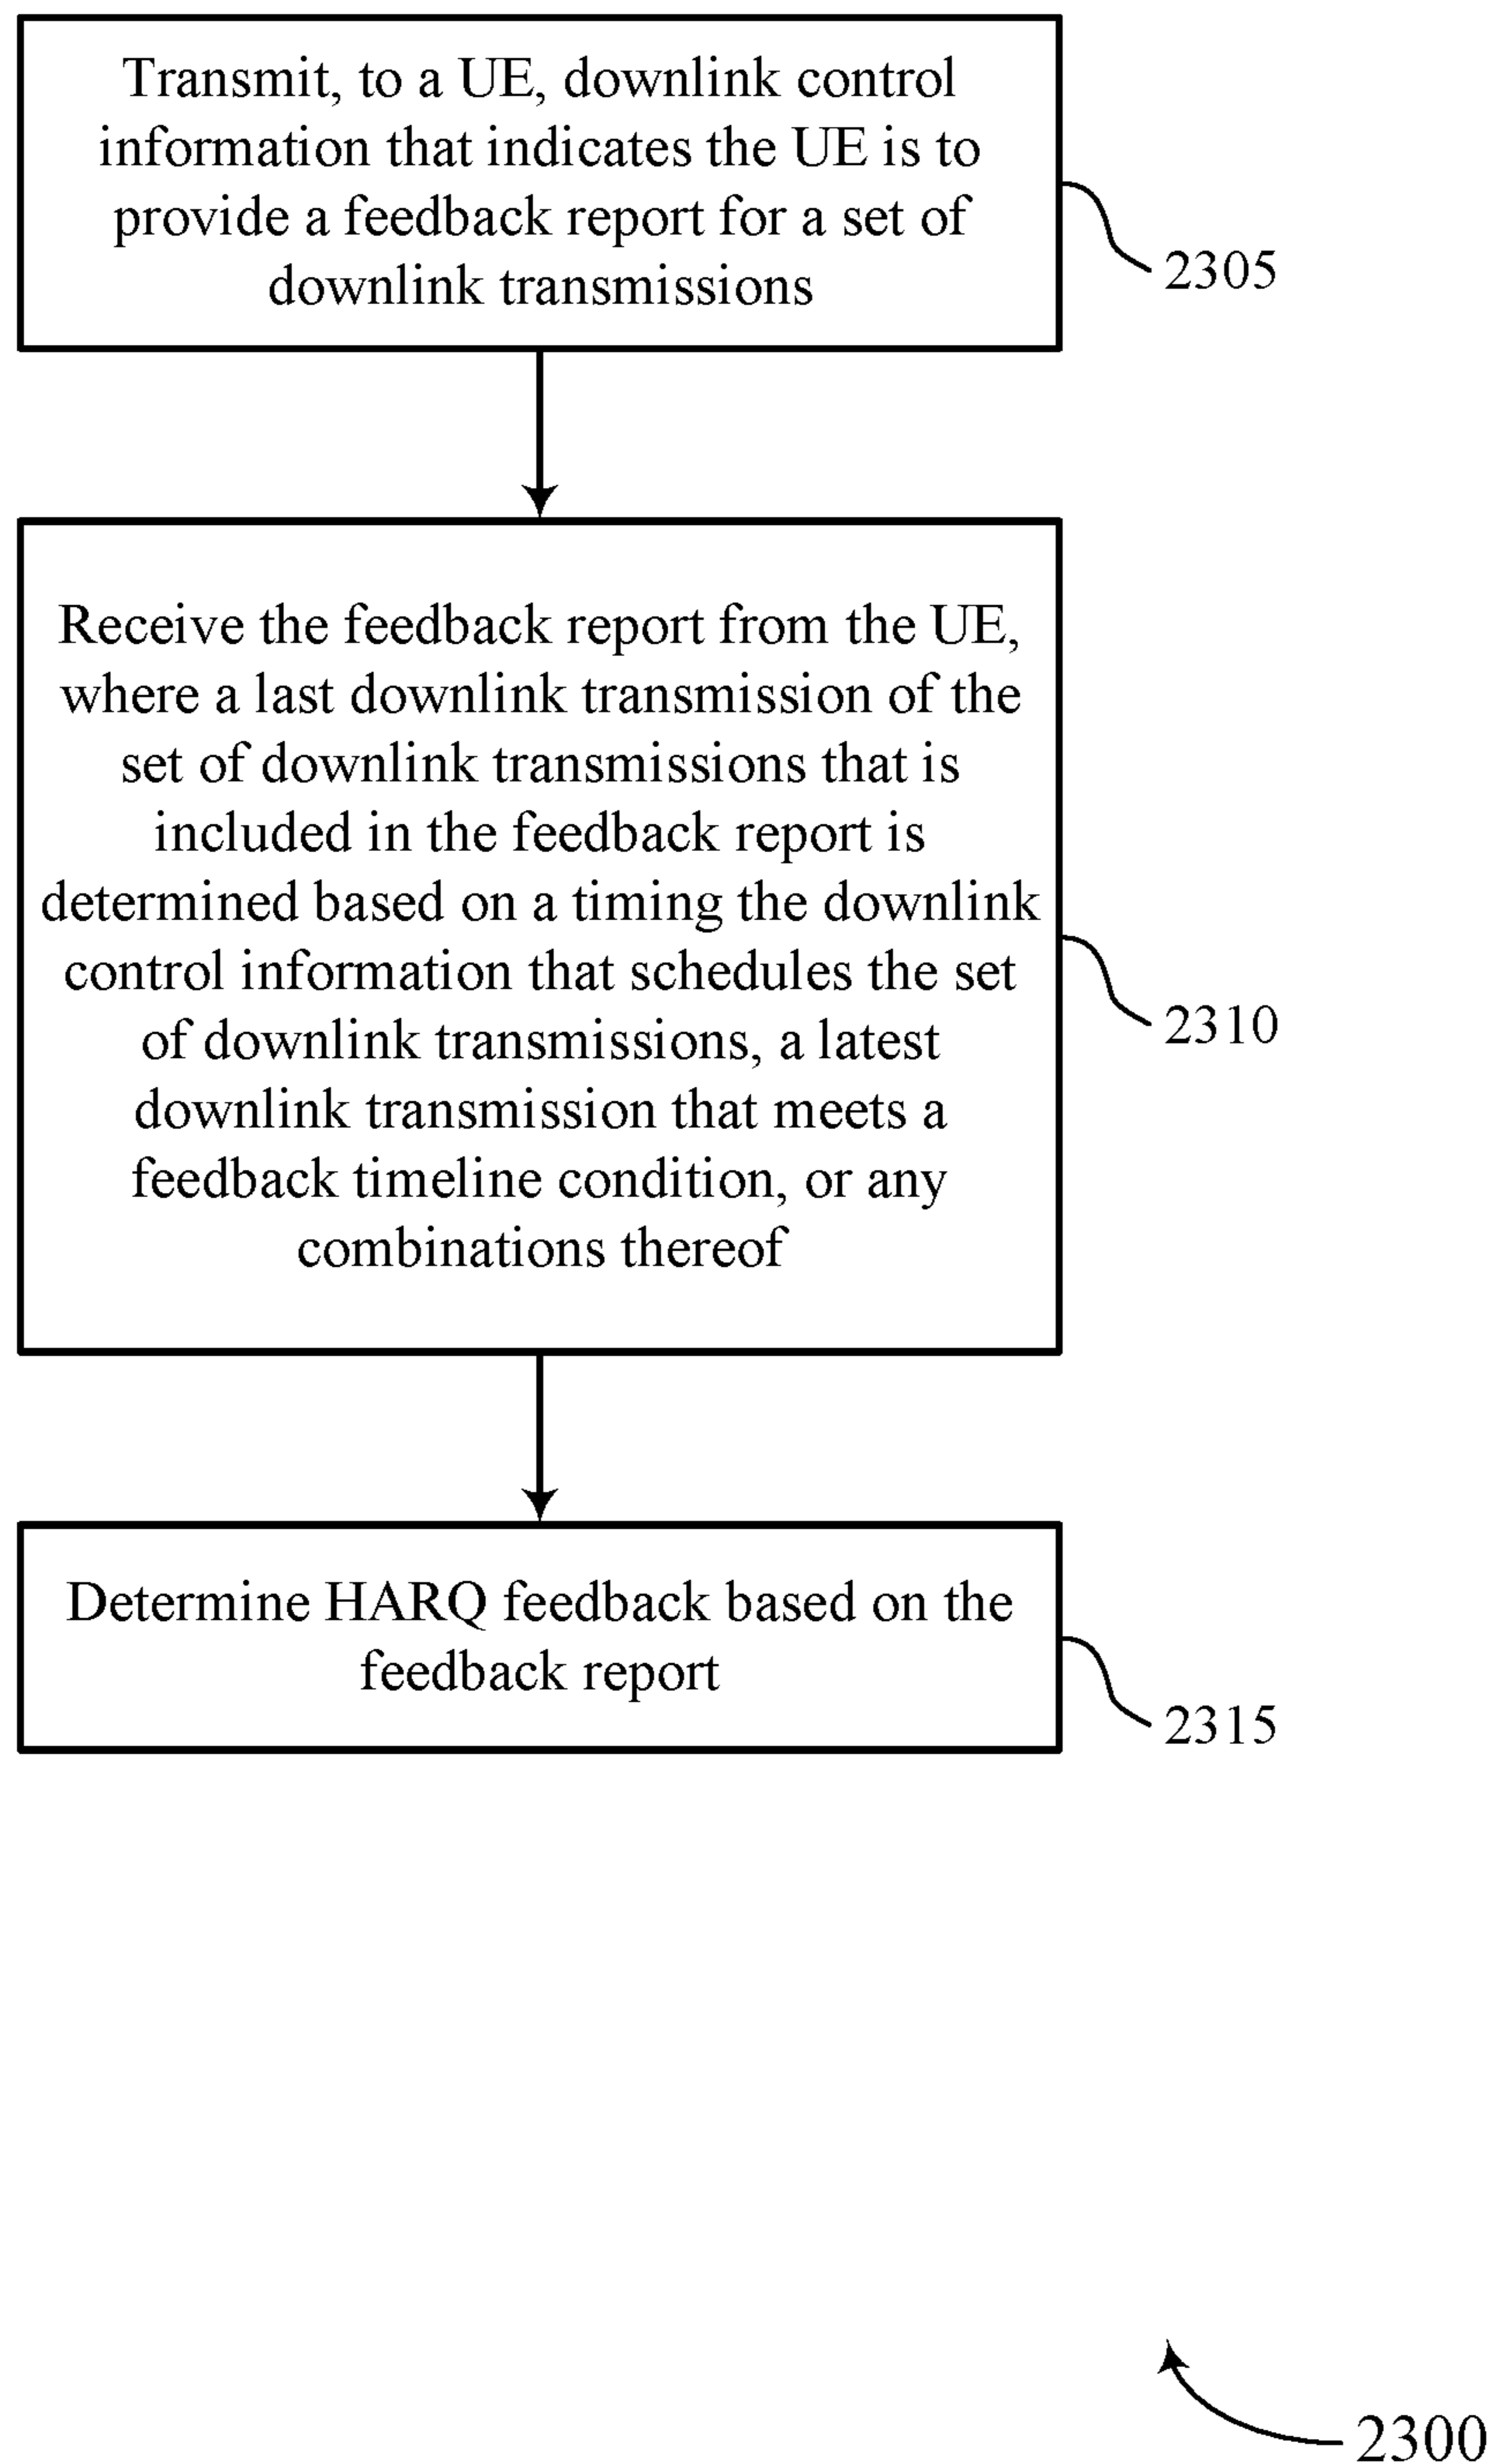 Transmit, to a UE, downlink control
information that indicates the UE is to
provide a feedback report for a set of
downlink transmissions
2305
Receive the feedback report from the UE,
where a last downlink transmission of the
set of downlink transmissions that is
included in the feedback report is
determined based on a timing the downlink
control information that schedules the set
of downlink transmissions, a latest
downlink transmission that meets a
feedback timeline condition, or any
combinations thereof
2310
Determine HARQ feedback based on the
feedback report
2315
2300